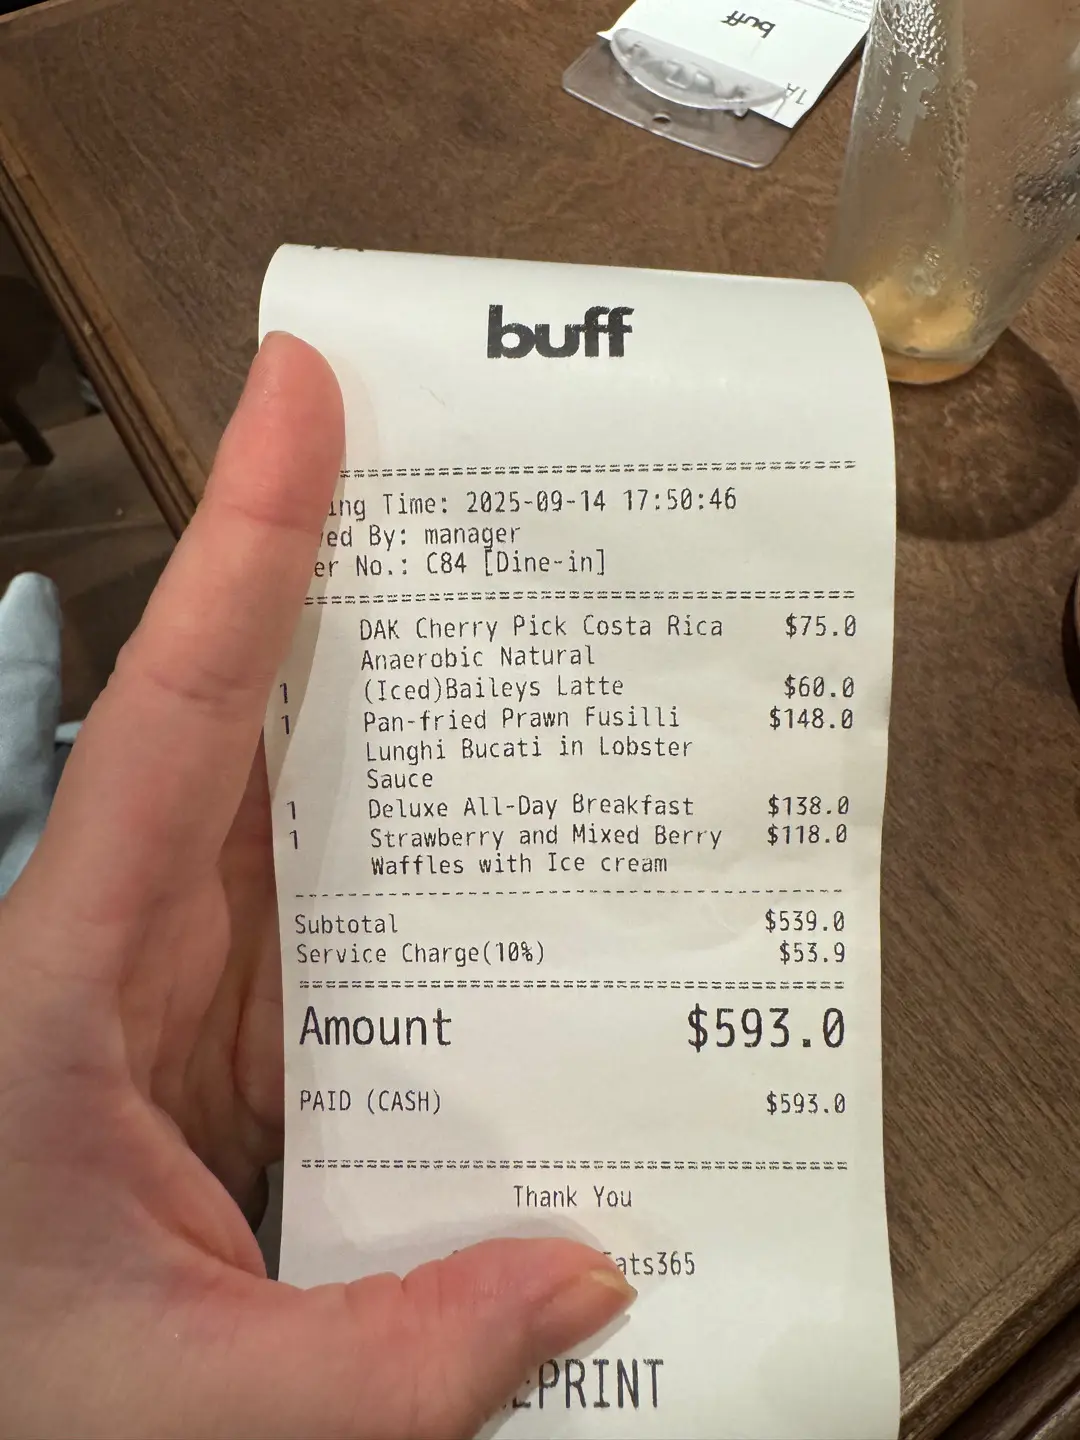 buff
1A
buff
ing Time: 2025-09-14 17:50:46
ed By: manager
er No.: C84 [Dine-in]
DAK Cherry Pick Costa Rica $75.0
Anaerobic Natural
1 (Iced)Baileys Latte $60.0
1 Pan-fried Prawn Fusilli $148.0
Lunghi Bucati in Lobster
Sauce
1 Deluxe All-Day Breakfast $138.0
1 Strawberry and Mixed Berry $118.0
Waffles with Ice cream
Subtotal $539.0
Service Charge(10%) $53.9
Amount $593.0
PAID (CASH) $593.0
Thank You
Eats365
EPRINT